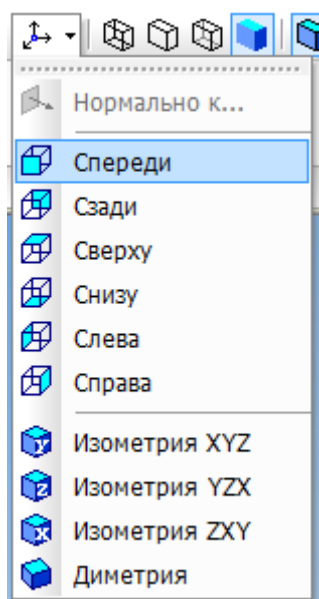 Нормально к...
Спереди
Сзади
Сверху
Снизу
Слева
Справа
Изометрия XYZ
Изометрия YZX
Изометрия ZXY
Диметрия